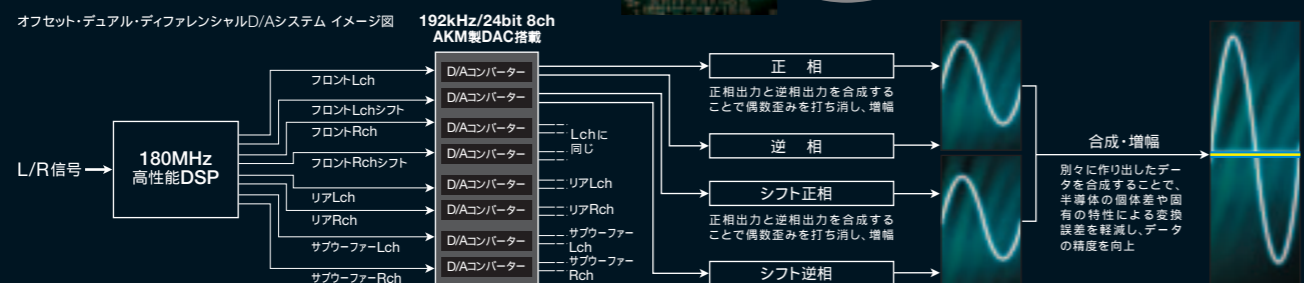 オフセット・デュアル・ディファレンシャルD/Aシステム イメージ図
192kHz/24bit 8ch
AKM製DAC搭載
L/R信号
180MHz
高性能DSP
フロントLch
フロントLchシフト
フロントRch
フロントRchシフト
リアLch
リアRch
サブウーファーLch
サブウーファーRch
D/Aコンバーター
D/Aコンバーター
D/Aコンバーター
D/Aコンバーター
D/Aコンバーター
D/Aコンバーター
D/Aコンバーター
D/Aコンバーター
Lchに
同じ
リアLch
リアRch
サブウーファー
Lch
サブウーファー
Rch
正 相
正相出力と逆相出力を合成する
ことで偶数歪みを打ち消し、増幅
逆 相
シフト正相
正相出力と逆相出力を合成する
ことで偶数歪みを打ち消し、増幅
シフト逆相
合成・増幅
別々に作り出したデー
タを合成することで、
半導体の個体差や固
有の特性による変換
誤差を軽減し、データ
の精度を向上